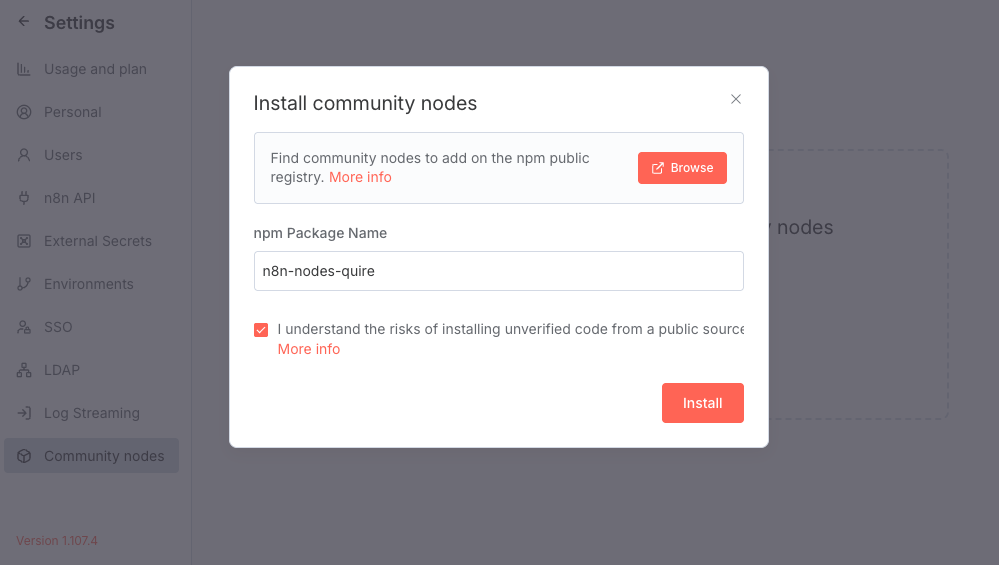 Settings
Usage and plan
Personal
Users
n8n API
External Secrets
Environments
SSO
LDAP
Log Streaming
Community nodes
Version 1.107.4
Install community nodes
Find community nodes to add on the npm public
registry. More info
Browse
npm Package Name
n8n-nodes-quire
I understand the risks of installing unverified code from a public source
More info
Install
nodes